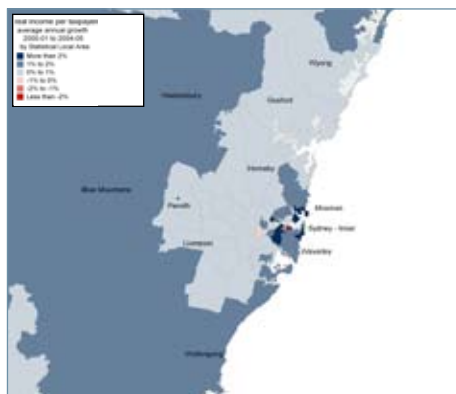 real income per taxpayer
average annual growth
2000-01 to 2004-05
by Statistical Local Area
More than 2%
1% to 2%
0% to 1%
-1% to 0%
-2% to -1%
Less than -2%
Wyong
Hawkesbury
Gosford
Hornsby
Blue Mountains
Penrith
Mosman
Sydney - Inner
Liverpool
Waverley
Wollongong